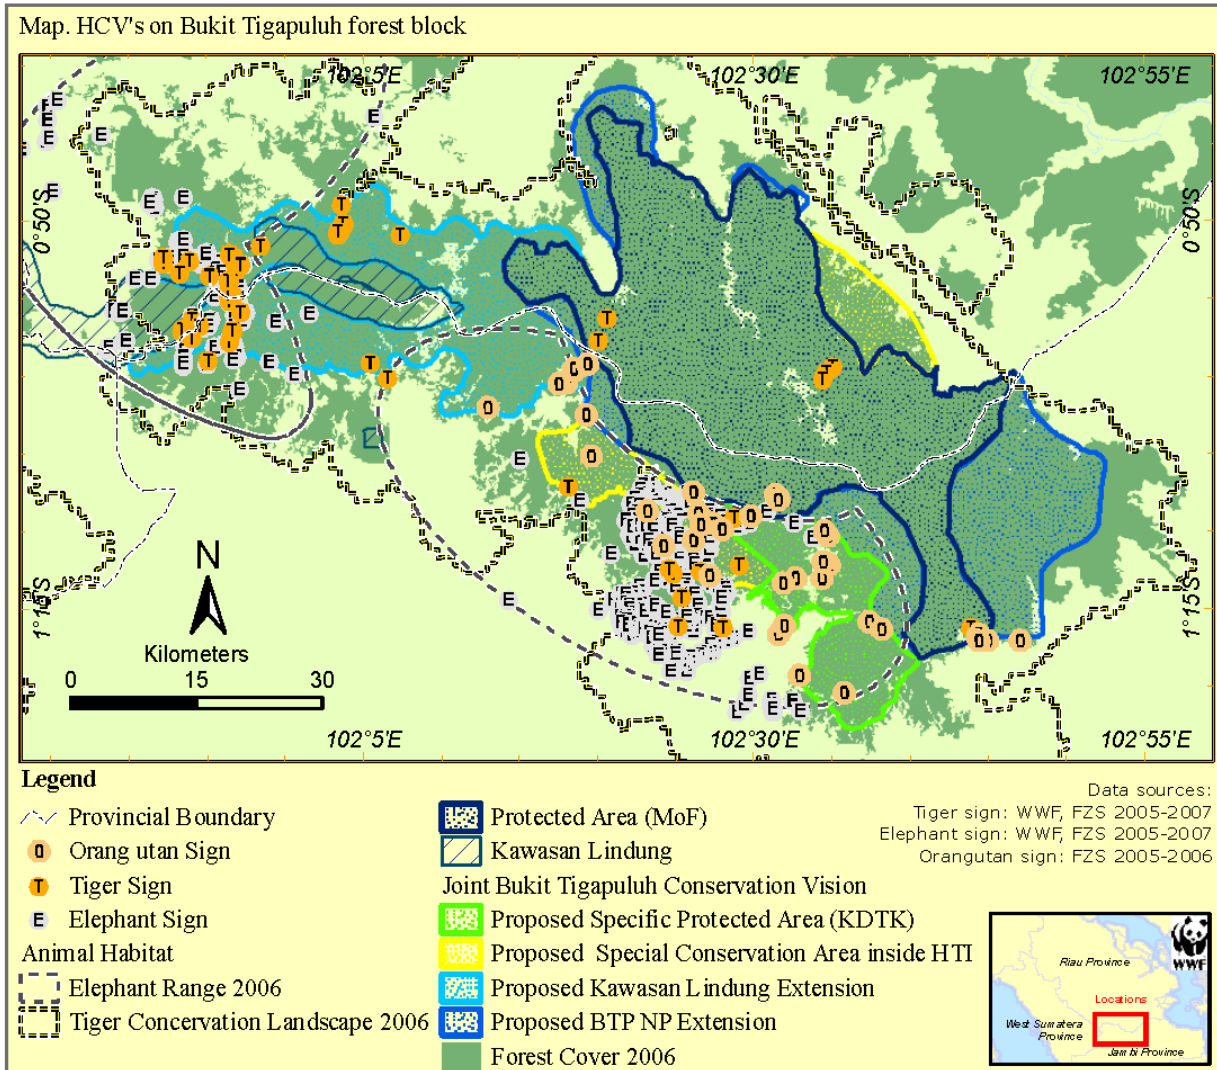 Map. HCV's on Bukit Tigapuluh forest block
102°5'E
102°30'E
102°55'E
0°50'S
0°50'S
1°15'S
1°15'S
N
Kilometers
0 15 30
102°5'E
102°30'E
102°55'E
Legend
Provincial Boundary
O Orang utan Sign
T Tiger Sign
E Elephant Sign
Animal Habitat
Elephant Range 2006
Tiger Concervation Landscape 2006
Protected Area (MoF)
Kawasan Lindung
Joint Bukit Tigapuluh Conservation Vision
Proposed Specific Protected Area (KDTK)
Proposed Special Conservation Area inside HTI
Proposed Kawasan Lindung Extension
Proposed BTP NP Extension
Forest Cover 2006
Data sources:
Tiger sign: WWF, FZS 2005-2007
Elephant sign: WWF, FZS 2005-2007
Orangutan sign: FZS 2005-2006
WWF
Riau Province
Locations
West Sumatera
Province
Jambi Province